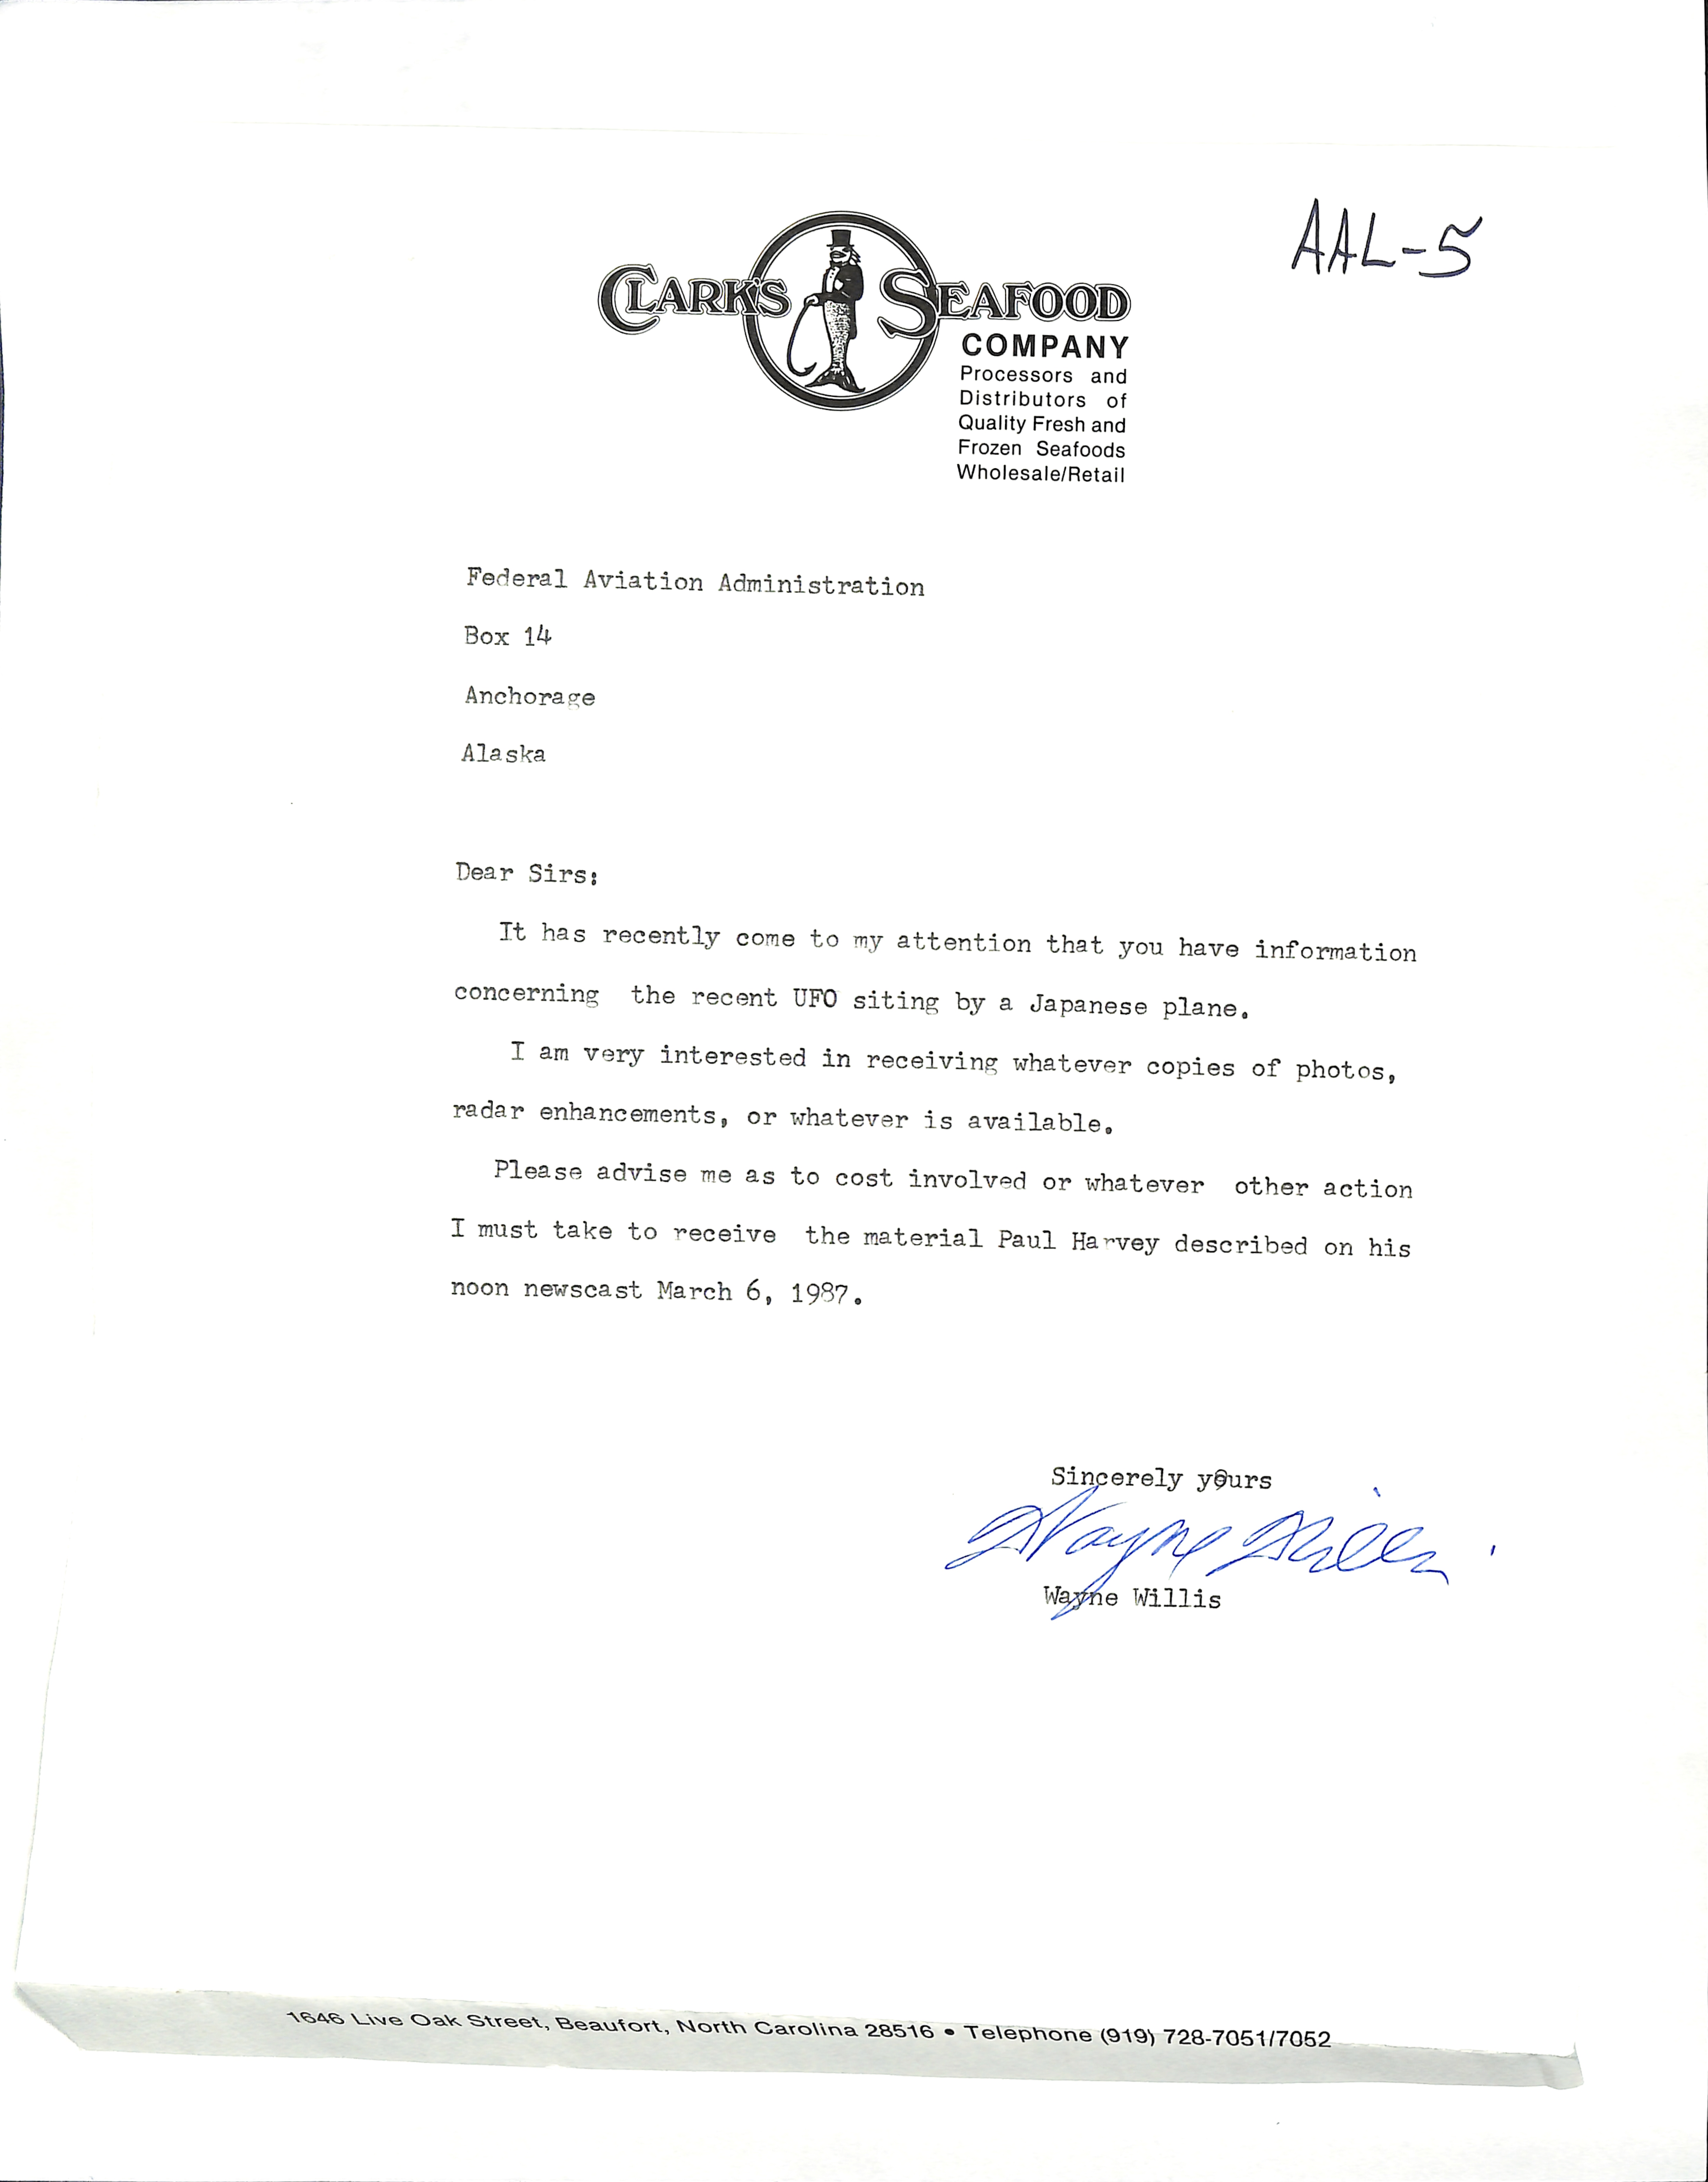 AAL-5
CLARK'S SEAFOOD
COMPANY
Processors and
Distributors of
Quality Fresh and
Frozen Seafoods
Wholesale/Retail
Federal Aviation Administration
Box 14
Anchorage
Alaska
Dear Sirs:
It has recently come to my attention that you have information
concerning the recent UFO siting by a Japanese plane.
I am very interested in receiving whatever copies of photos,
radar enhancements, or whatever is available.
Please advise me as to cost involved or whatever other action
I must take to receive the material Paul Harvey described on his
noon newscast March 6, 1987.
Sincerely yours
Wayne Willis
Wayne Willis
1646 Live Oak Street, Beaufort, North Carolina 28516 • Telephone (919) 728-7051/7052